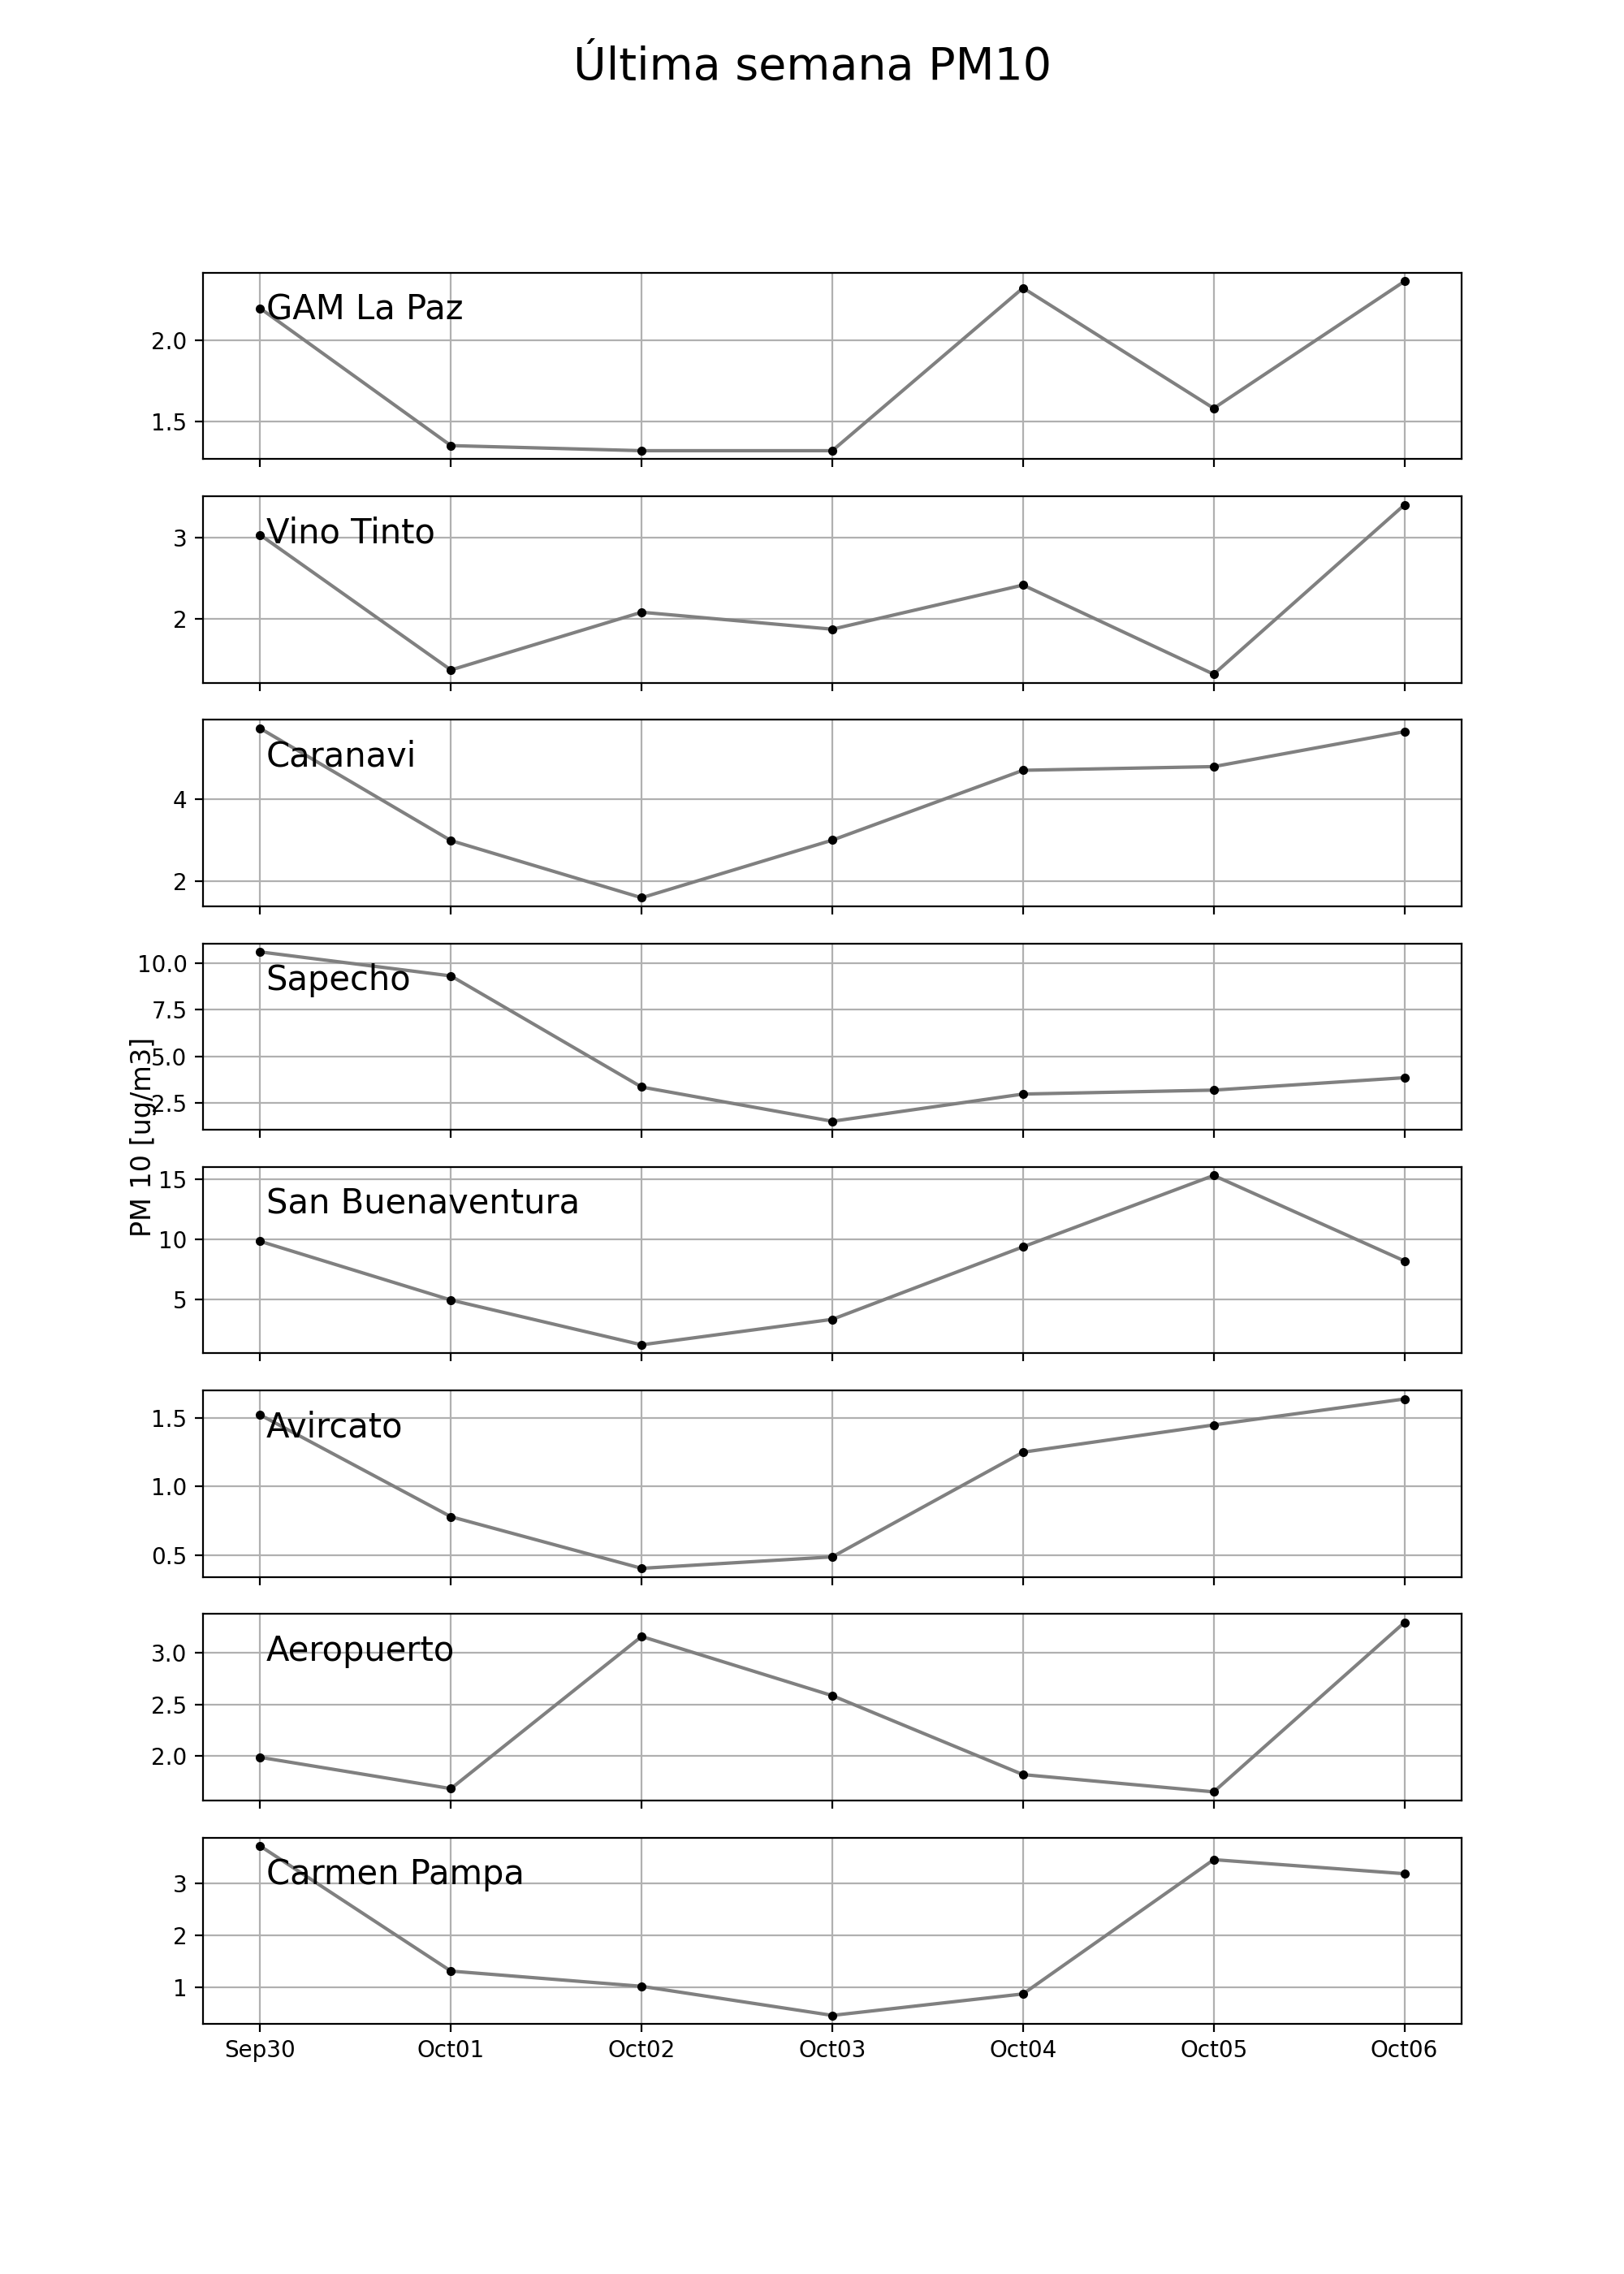 Última semana PM10
GAM La Paz
2.0
1.5
Vino Tinto
3
2
Caranavi
4
2
Sapecho
10.0
7.5
5.0
2.5
PM 10 [ug/m3]
San Buenaventura
15
10
5
Avircato
1.5
1.0
0.5
Aeropuerto
3.0
2.5
2.0
Carmen Pampa
3
2
1
Sep30 Oct01 Oct02 Oct03 Oct04 Oct05 Oct06